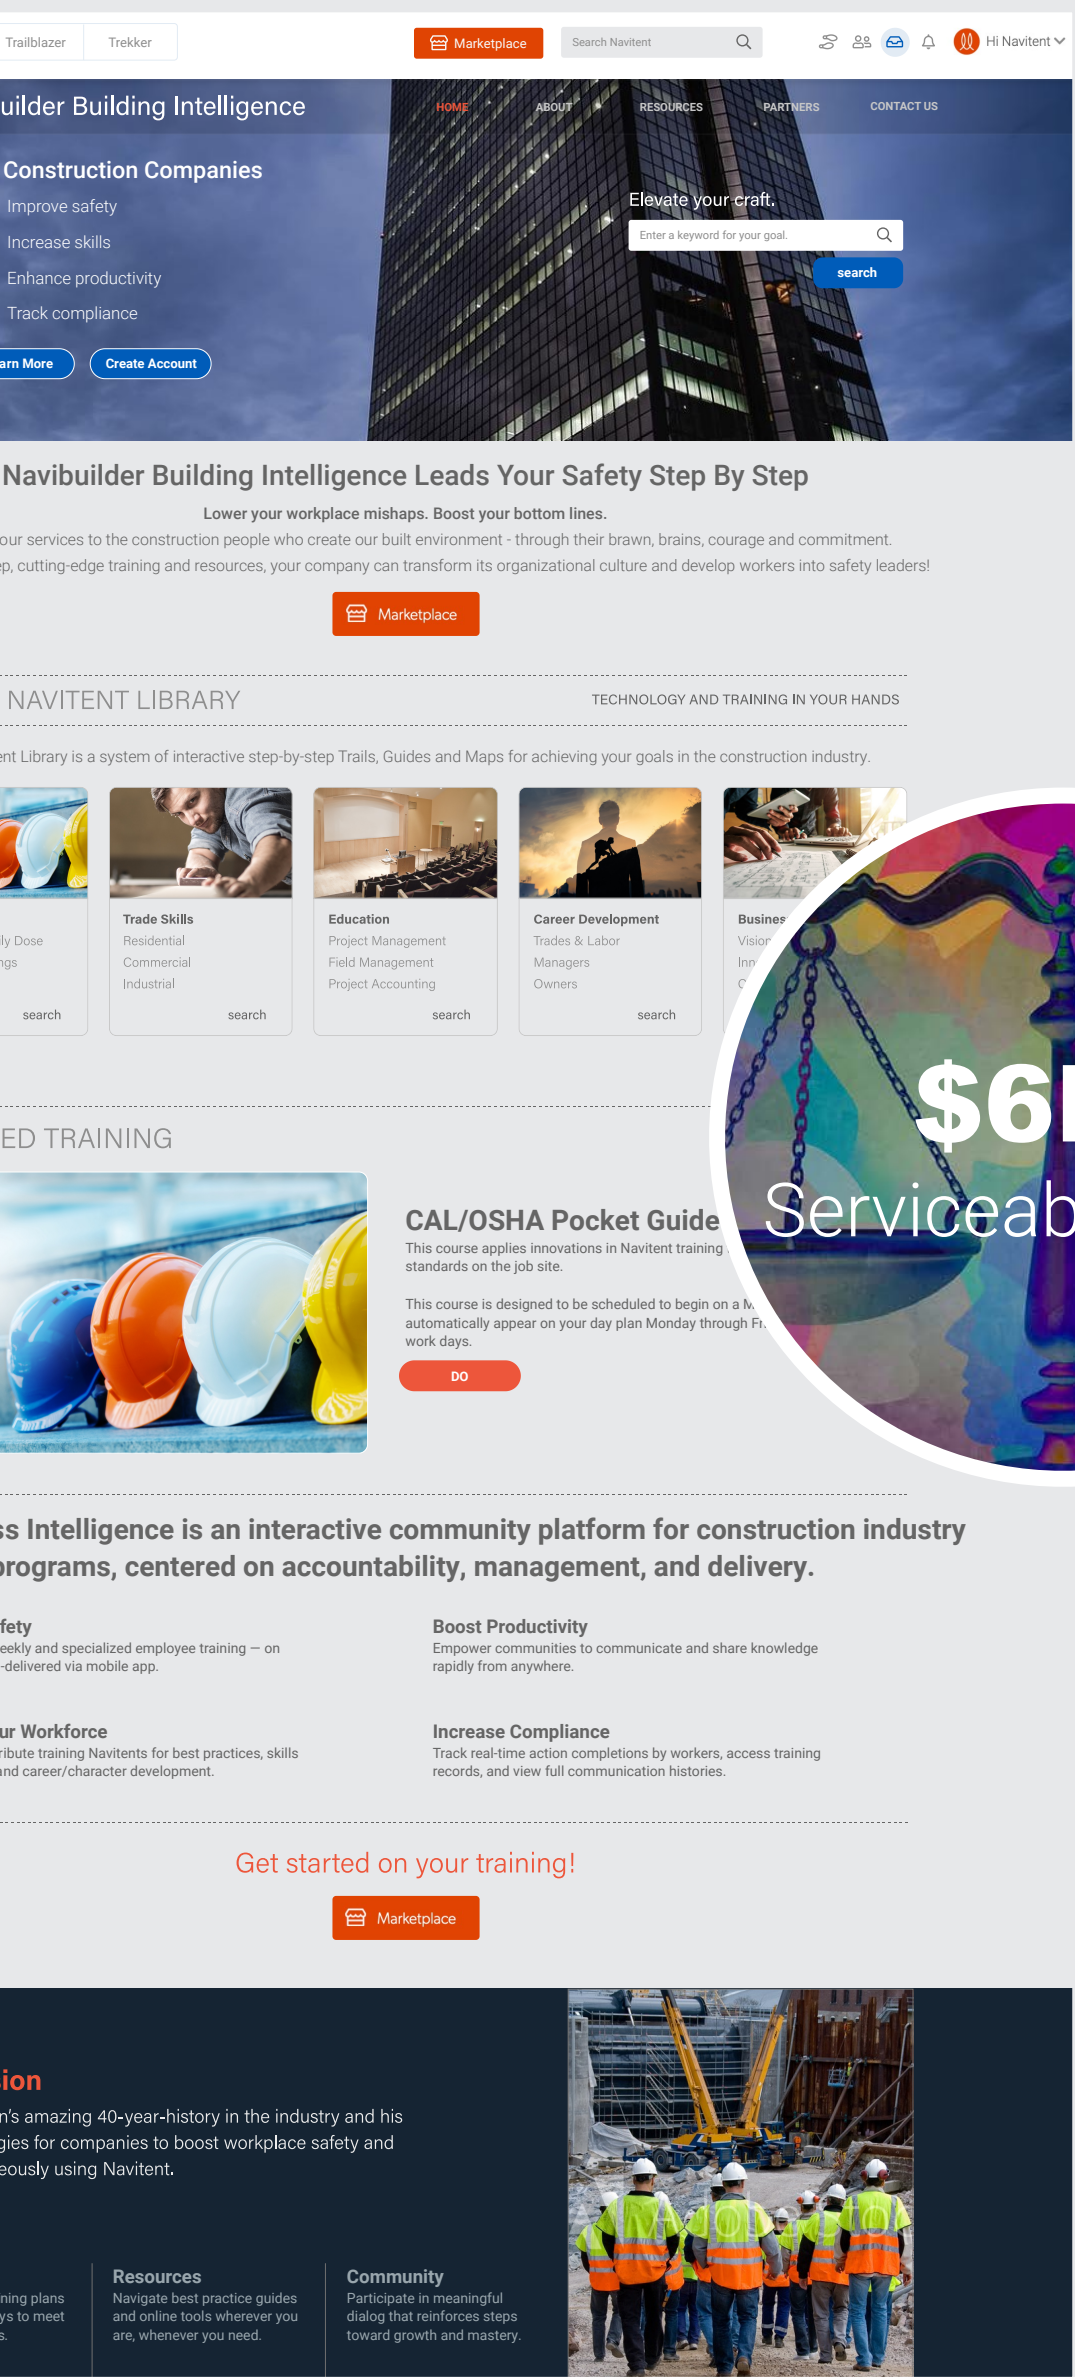 Trailblazer
Trekker
Marketplace
Search Navitent
Hi Navitent
uilder Building Intelligence
HOME
ABOUT
RESOURCES
PARTNERS
CONTACT US
Construction Companies
Improve safety
Increase skills
Enhance productivity
Track compliance
arn More
Create Account
Elevate your craft.
Enter a keyword for your goal.
search
Navibuilder Building Intelligence Leads Your Safety Step By Step
Lower your workplace mishaps. Boost your bottom lines.
our services to the construction people who create our built environment - through their brawn, brains, courage and commitment.
ep, cutting-edge training and resources, your company can transform its organizational culture and develop workers into safety leaders!
Marketplace
NAVITENT LIBRARY
TECHNOLOGY AND TRAINING IN YOUR HANDS
ent Library is a system of interactive step-by-step Trails, Guides and Maps for achieving your goals in the construction industry.
ly Dose
ngs
search
Trade Skills
Residential
Commercial
Industrial
search
Education
Project Management
Field Management
Project Accounting
search
Career Development
Trades & Labor
Managers
Owners
search
Busines
Vision
Inn
$6
Serviceab
ED TRAINING
CAL/OSHA Pocket Guide
This course applies innovations in Navitent training
standards on the job site.
This course is designed to be scheduled to begin on a M
automatically appear on your day plan Monday through Fr
work days.
DO
ss Intelligence is an interactive community platform for construction industry
programs, centered on accountability, management, and delivery.
fety
eekly and specialized employee training — on
-delivered via mobile app.
Boost Productivity
Empower communities to communicate and share knowledge
rapidly from anywhere.
ur Workforce
ribute training Navitents for best practices, skills
and career/character development.
Increase Compliance
Track real-time action completions by workers, access training
records, and view full communication histories.
Get started on your training!
Marketplace
sion
n's amazing 40-year-history in the industry and his
gies for companies to boost workplace safety and
eously using Navitent.
ning plans
ys to meet
s.
Resources
Navigate best practice guides
and online tools wherever you
are, whenever you need.
Community
Participate in meaningful
dialog that reinforces steps
toward growth and mastery.